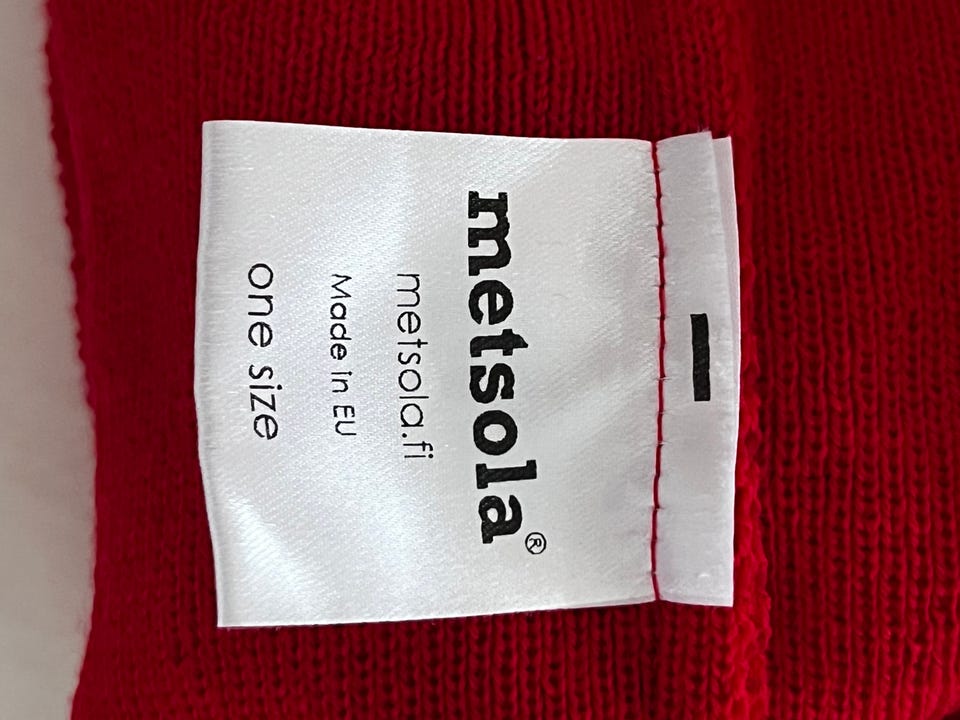 metsola®
metsola.fi
Made in EU
one size